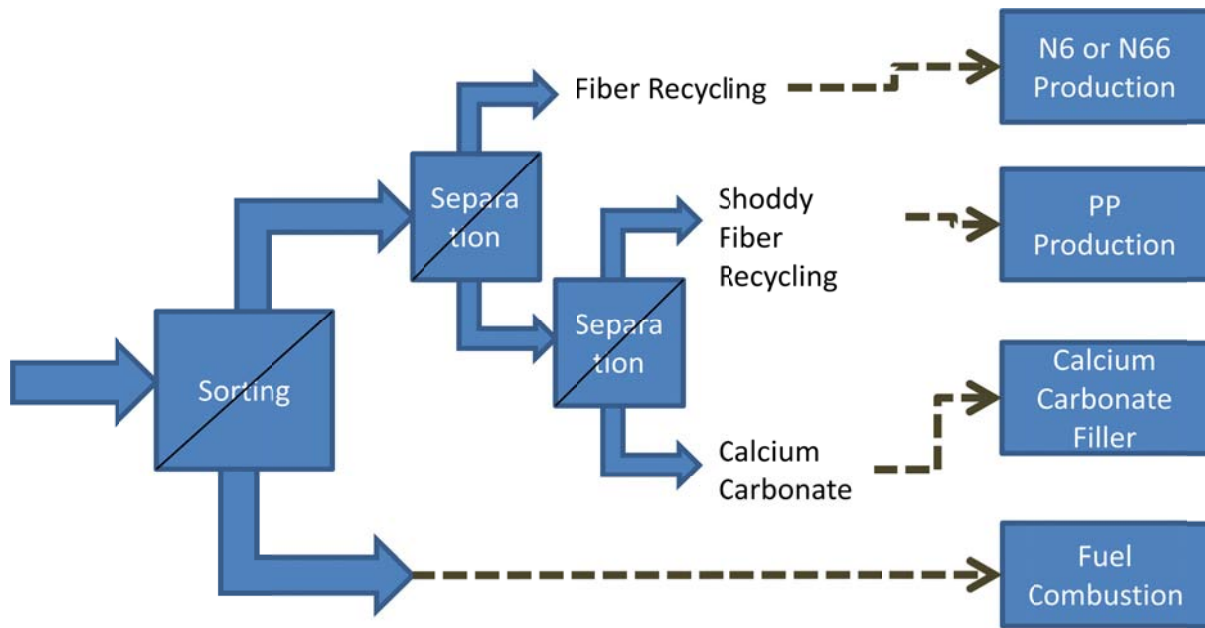 Fiber Recycling
N6 or N66
Production
Separa
tion
Shoddy
Fiber
Recycling
PP
Production
Sorting
Separa
tion
Calcium
Carbonate
Calcium
Carbonate
Filler
Fuel
Combustion